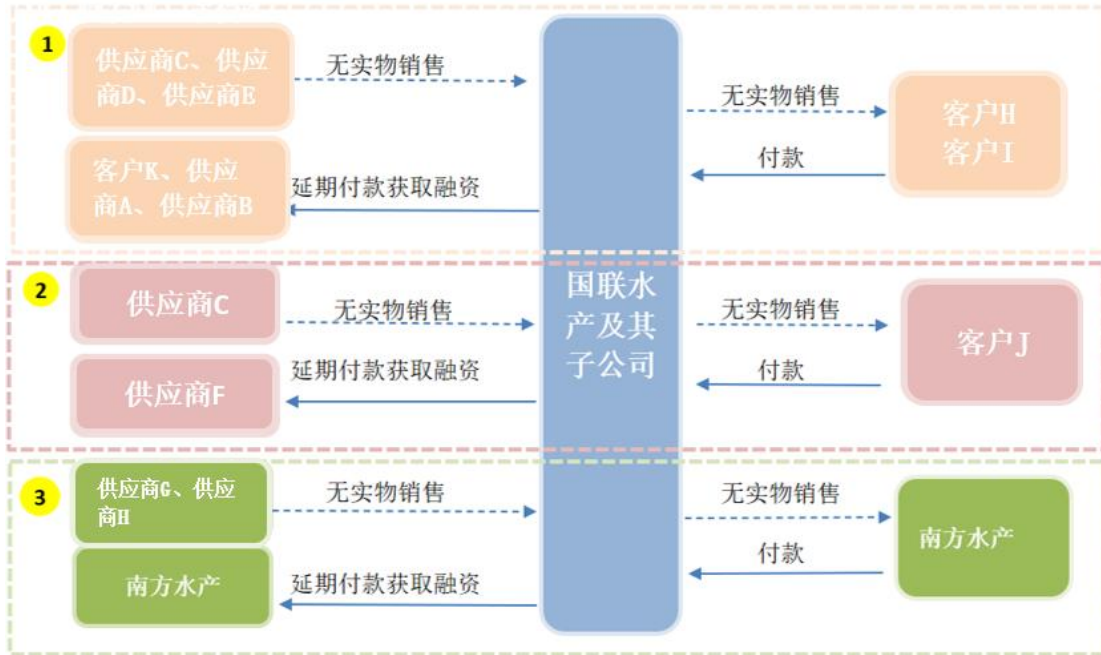 1
供应商C、供应
商D、供应商E
无实物销售
客户K、供应
商A、供应商B
延期付款获取融资
无实物销售
付款
客户H
客户I
2
供应商C
无实物销售
供应商F
延期付款获取融资
国联水
产及其
子公司
无实物销售
付款
客户J
3
供应商G、供应
商H
无实物销售
南方水产
延期付款获取融资
无实物销售
付款
南方水产